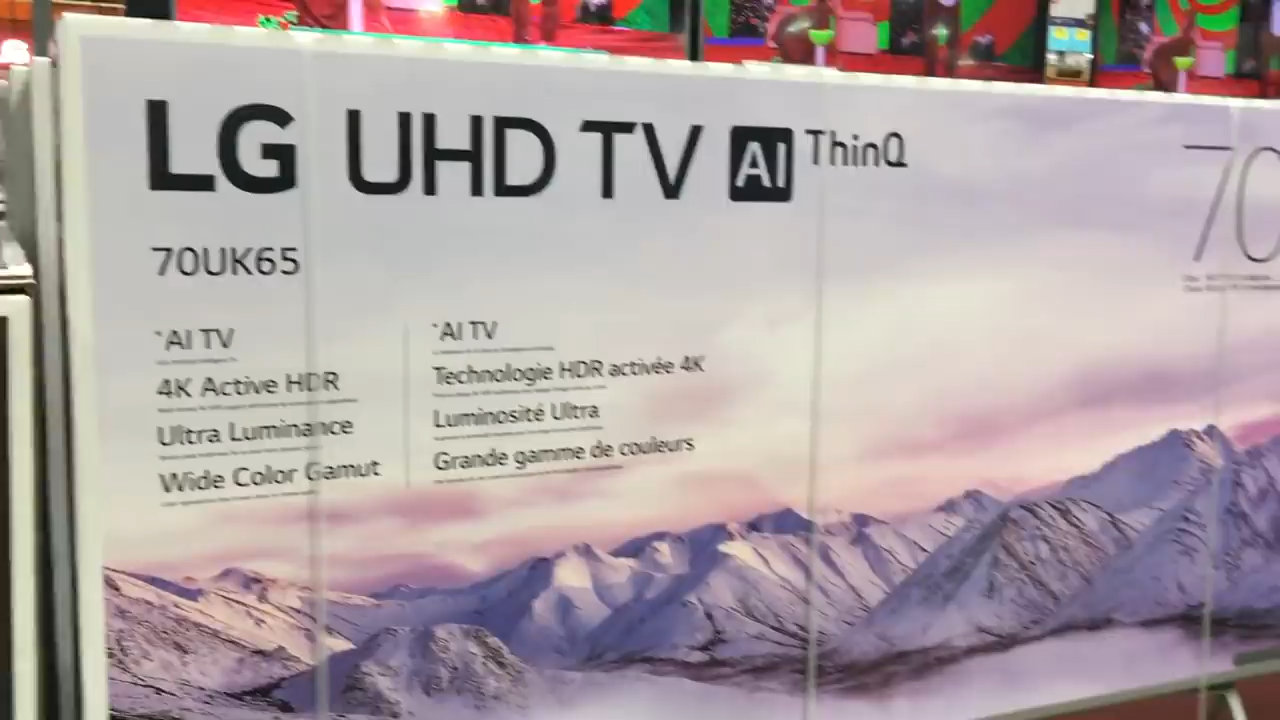 LG UHD TV AI ThinQ
70
70UK65
*AI TV
4K Active HDR
Ultra Luminance
Wide Color Gamut
*AI TV
Technologie HDR activée 4K
Luminosité Ultra
Grande gamme de couleurs